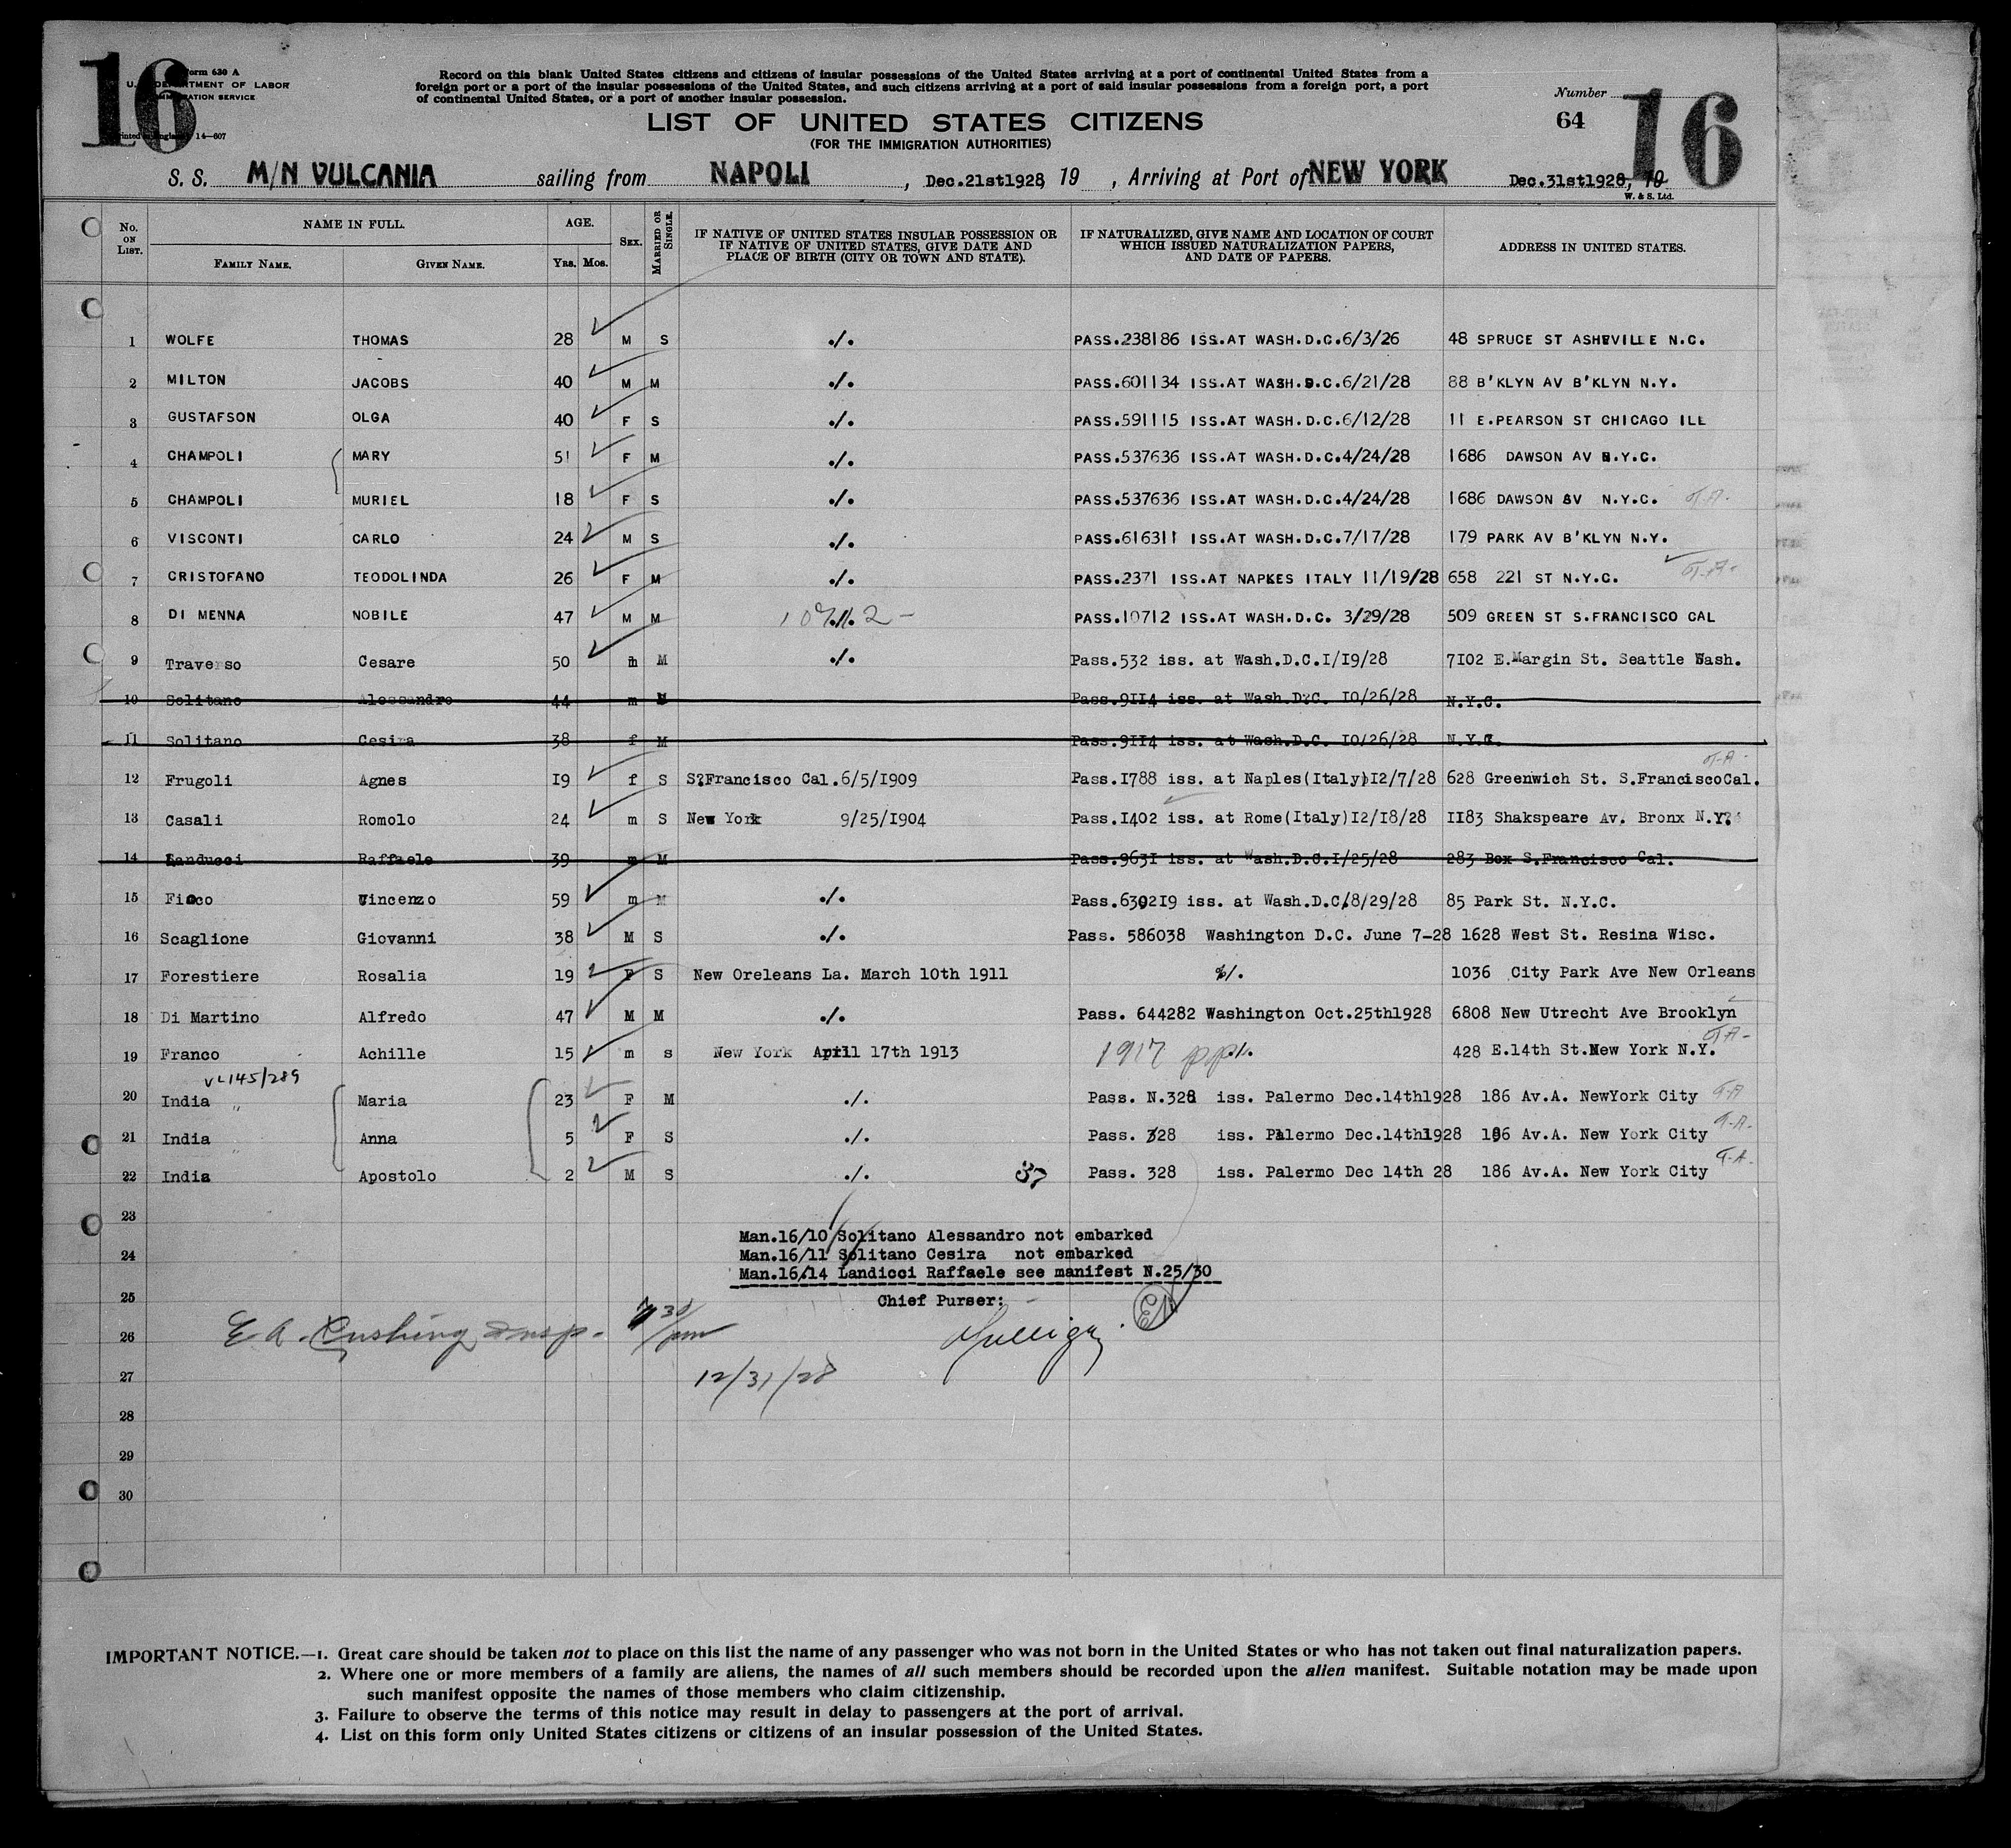 16
Form 630 A
U. S. DEPARTMENT OF LABOR
IMMIGRATION SERVICE
Printed in England 14—607
Record on this blank United States citizens and citizens of insular possessions of the United States arriving at a port of continental United States from a
foreign port or a port of the insular possessions of the United States, and such citizens arriving at a port of said insular possessions from a foreign port, a port
of continental United States, or a port of another insular possession.
Number
64
16
LIST OF UNITED STATES CITIZENS
(FOR THE IMMIGRATION AUTHORITIES)
S. S. M/N VULCANIA sailing from NAPOLI, Dec.21st1928, 19 , Arriving at Port of NEW YORK Dec.31st1928, 19
W. & S. Ltd.
No. ON LIST. NAME IN FULL. FAMILY NAME. GIVEN NAME. AGE. Yrs. Mos. SEX. MARRIED OR SINGLE. IF NATIVE OF UNITED STATES INSULAR POSSESSION OR IF NATIVE OF UNITED STATES, GIVE DATE AND PLACE OF BIRTH (CITY OR TOWN AND STATE). IF NATURALIZED, GIVE NAME AND LOCATION OF COURT WHICH ISSUED NATURALIZATION PAPERS, AND DATE OF PAPERS. ADDRESS IN UNITED STATES.
1 WOLFE THOMAS 28 M S ./. PASS.238186 ISS.AT WASH.D.C.6/3/26 48 SPRUCE ST ASHEVILLE N.C.
2 MILTON JACOBS 40 M M ./. PASS.601134 ISS.AT WASH.D.C.6/21/28 88 B'KLYN AV B'KLYN N.Y.
3 GUSTAFSON OLGA 40 F S ./. PASS.591115 ISS.AT WASH.D.C.6/12/28 11 E.PEARSON ST CHICAGO ILL
4 CHAMPOLI MARY 51 F M ./. PASS.537636 ISS.AT WASH.D.C.4/24/28 1686 DAWSON AV N.Y.C.
5 CHAMPOLI MURIEL 18 F S ./. PASS.537636 ISS.AT WASH.D.C.4/24/28 1686 DAWSON AV N.Y.C. T.A.
6 VISCONTI CARLO 24 M S ./. PASS.616311 ISS.AT WASH.D.C.7/17/28 179 PARK AV B'KLYN N.Y.
7 CRISTOFANO TEODOLINDA 26 F M ./. PASS.2371 ISS.AT NAPKES ITALY 11/19/28 658 221 ST N.Y.C. T.A.
8 DI MENNA NOBILE 47 M M ./. PASS.10712 ISS.AT WASH.D.C. 3/29/28 509 GREEN ST S.FRANCISCO CAL
9 Traverso Cesare 50 m M ./. Pass.532 iss. at Wash.D.C.I/I9/28 7I02 E.Margin St. Seattle Wash.
10 Solitano Alessandro 44 m M Pass.9II4 iss. at Wash.D.C. I0/26/28 N.Y.C.
11 Solitano Cesira 38 f M Pass.9II4 iss. at Wash.D.C. I0/26/28 N.Y.C.
T-A-
12 Frugoli Agnes I9 f S S?Francisco Cal.6/5/I909 Pass.I788 iss. at Naples(Italy)I2/7/28 628 Greenwich St. S.FranciscoCal.
13 Casali Romolo 24 m S New York 9/25/I904 Pass.I402 iss. at Rome(Italy)I2/I8/28 II83 Shakspeare Av. Bronx N.Y.
14 Landucci Raffaele 39 m M Pass.963I iss. at Wash.D.C.I/25/28 283 Box S.Francisco Cal.
15 Fioco Vincenzo 59 m M ./. Pass.6302I9 iss. at Wash.D.C.8/29/28 85 Park St. N.Y.C.
16 Scaglione Giovanni 38 M S ./. Pass. 586038 Washington D.C. June 7-28 1628 West St. Resina Wisc.
17 Forestiere Rosalia 19 F S New Oreleans La. March 10th 1911 ./. 1036 City Park Ave New Orleans
18 Di Martino Alfredo 47 M M ./. Pass. 644282 Washington Oct.25th1928 6808 New Utrecht Ave Brooklyn
19 Franco Achille 15 m s New York April 17th 1913 1917 pp ./. 428 E.14th St.New York N.Y. T-A-
VL145/289
20 India " Maria 23 F M ./. Pass. N.328 iss. Palermo Dec.14th1928 186 Av.A. NewYork City T-A
21 India " Anna 5 F S ./. Pass. 328 iss. Palermo Dec.14th1928 186 Av.A. New York City T-A-
22 India Apostolo 2 M S ./. 37 Pass. 328 iss. Palermo Dec 14th 28 186 Av.A. New York City T-A-
23
Man.16/10 Solitano Alessandro not embarked
24 Man.16/11 Solitano Cesira not embarked
Man.16/14 Landicci Raffaele see manifest N.25/30
25 Chief Purser:
26 E. A. Cushing Insp. 30/pm
27 12/31/28
28
29
30
IMPORTANT NOTICE.—1. Great care should be taken not to place on this list the name of any passenger who was not born in the United States or who has not taken out final naturalization papers.
2. Where one or more members of a family are aliens, the names of all such members should be recorded upon the alien manifest. Suitable notation may be made upon
such manifest opposite the names of those members who claim citizenship.
3. Failure to observe the terms of this notice may result in delay to passengers at the port of arrival.
4. List on this form only United States citizens or citizens of an insular possession of the United States.